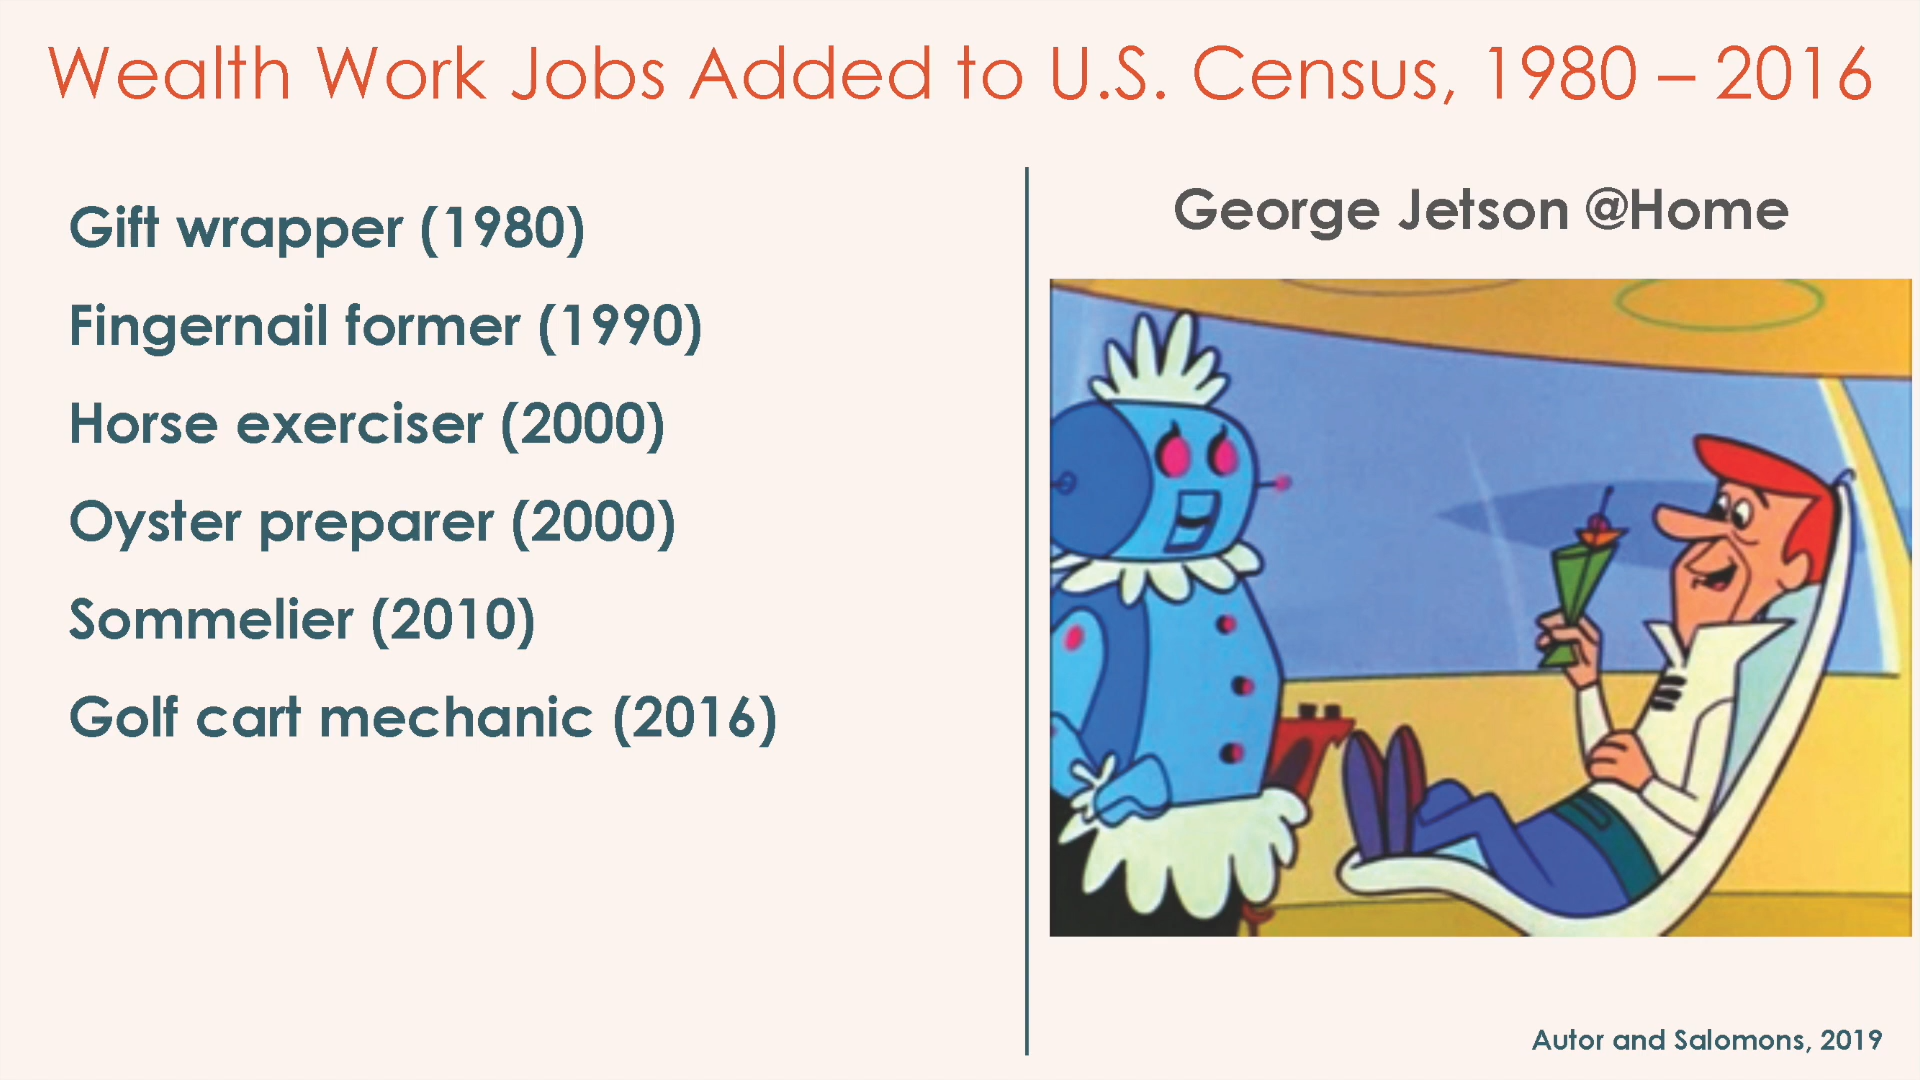 Wealth Work Jobs Added to U.S. Census, 1980 – 2016
Gift wrapper (1980)
Fingernail former (1990)
Horse exerciser (2000)
Oyster preparer (2000)
Sommelier (2010)
Golf cart mechanic (2016)
George Jetson @Home
Autor and Salomons, 2019